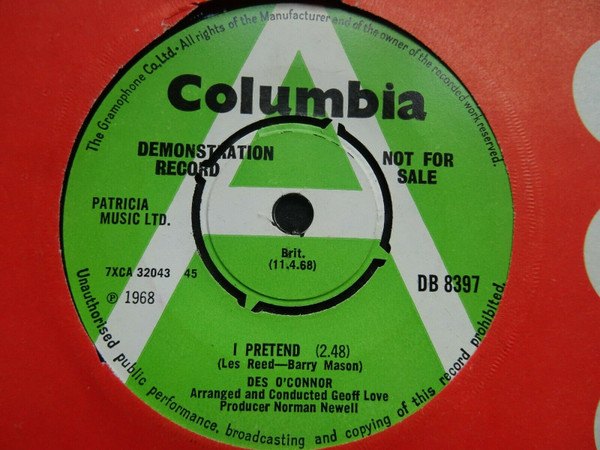 The Gramophone Co. Ltd. · All rights of the Manufacturer and of the owner of the recorded work reserved.
Columbia
DEMONSTRATION
RECORD
NOT FOR
SALE
PATRICIA
MUSIC LTD.
Brit.
(11.4.68)
7XCA 32043 45
℗ 1968
DB 8397
I PRETEND (2.48)
(Les Reed—Barry Mason)
DES O'CONNOR
Arranged and Conducted Geoff Love
Producer Norman Newell
Unauthorised public performance, broadcasting and copying of this record prohibited.